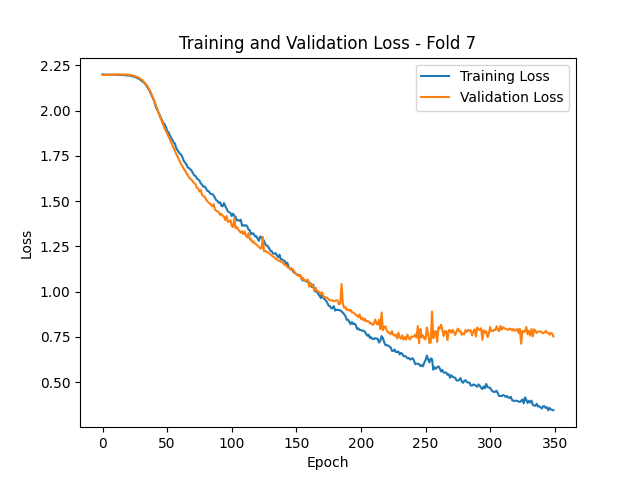 Training and Validation Loss - Fold 7
Training Loss
Validation Loss
Loss
2.25
2.00
1.75
1.50
1.25
1.00
0.75
0.50
0 50 100 150 200 250 300 350
Epoch